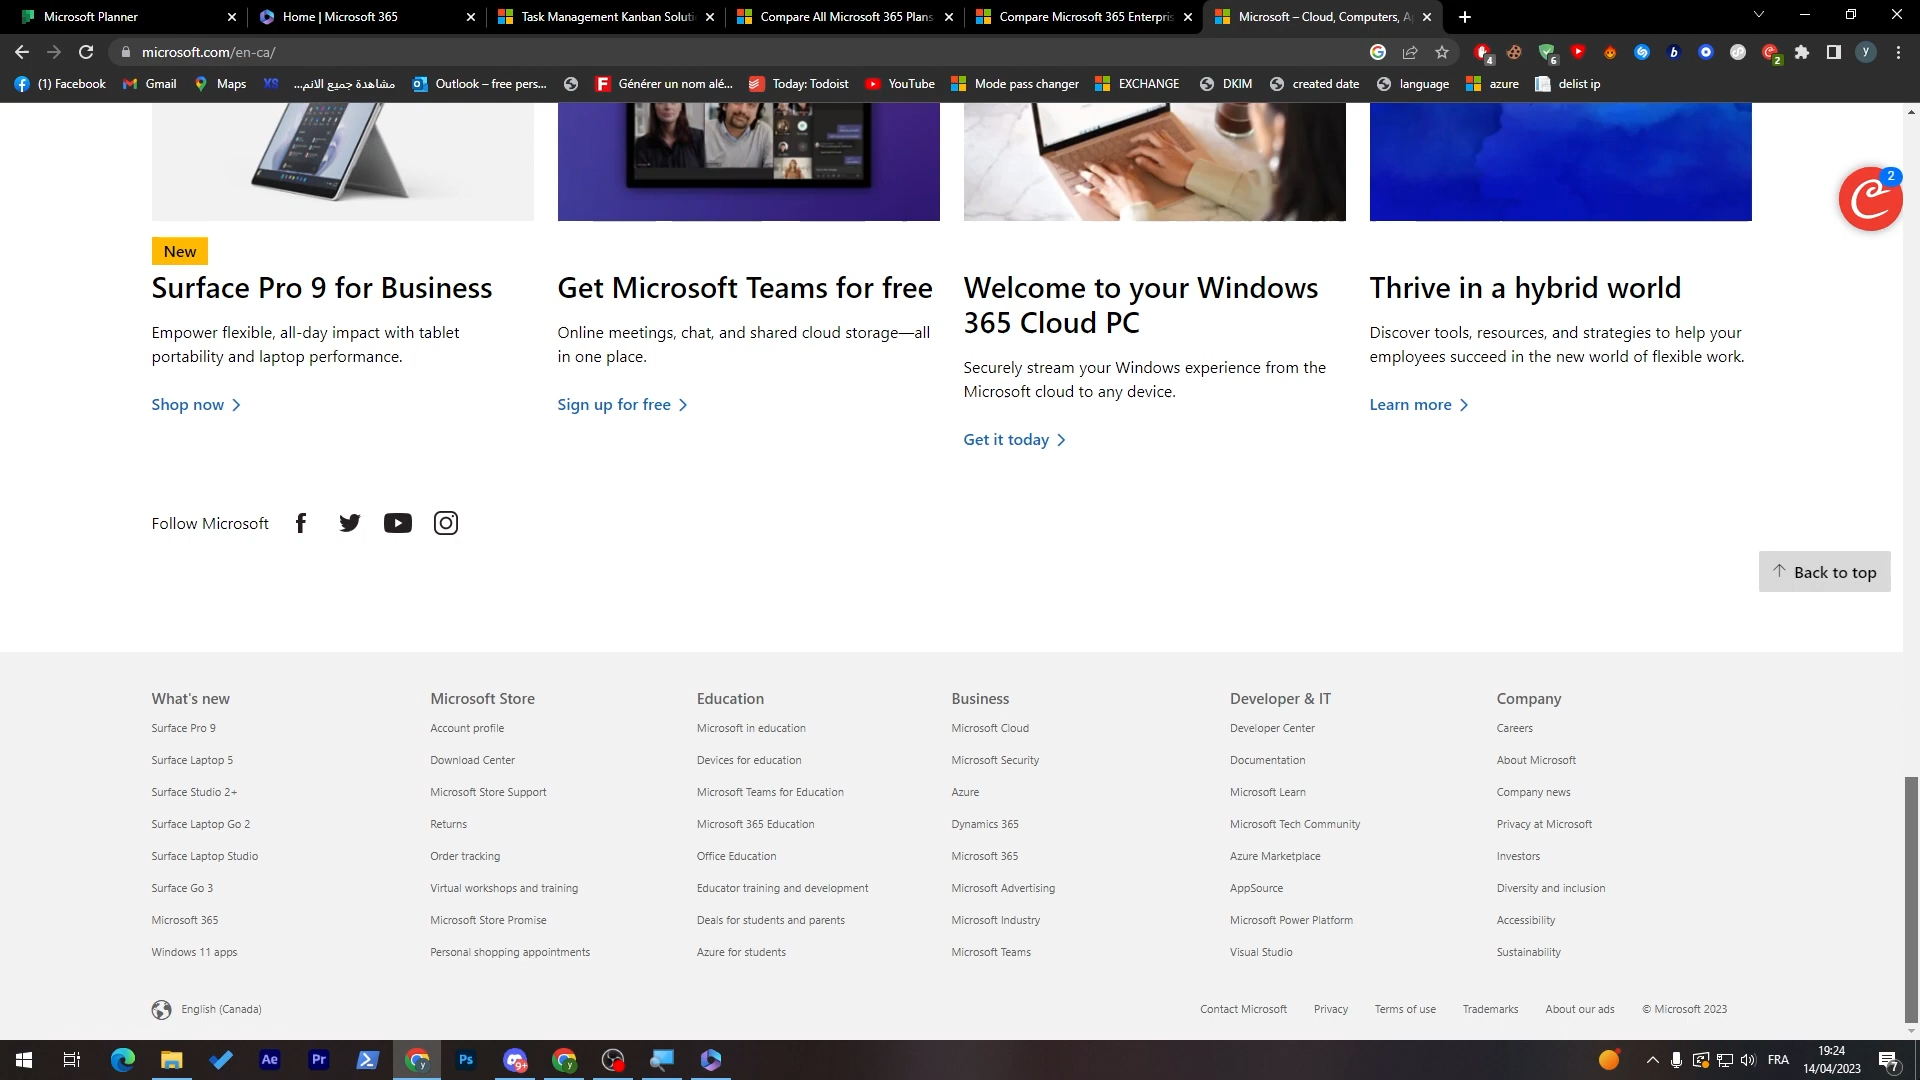 Microsoft Planner
Home | Microsoft 365
Task Management Kanban Soluti
Compare All Microsoft 365 Plans
Compare Microsoft 365 Enterpris
Microsoft – Cloud, Computers, A
microsoft.com/en-ca/
4
6
2
y
(1) Facebook
Gmail
Maps
XS
مشاهدة جميع الانم...
Outlook – free pers...
Générer un nom alé...
Today: Todoist
YouTube
Mode pass changer
EXCHANGE
DKIM
created date
language
azure
delist ip
2
New
Surface Pro 9 for Business
Empower flexible, all-day impact with tablet
portability and laptop performance.
Shop now
Get Microsoft Teams for free
Online meetings, chat, and shared cloud storage—all
in one place.
Sign up for free
Welcome to your Windows
365 Cloud PC
Securely stream your Windows experience from the
Microsoft cloud to any device.
Get it today
Thrive in a hybrid world
Discover tools, resources, and strategies to help your
employees succeed in the new world of flexible work.
Learn more
Follow Microsoft
Back to top
What's new
Surface Pro 9
Surface Laptop 5
Surface Studio 2+
Surface Laptop Go 2
Surface Laptop Studio
Surface Go 3
Microsoft 365
Windows 11 apps
Microsoft Store
Account profile
Download Center
Microsoft Store Support
Returns
Order tracking
Virtual workshops and training
Microsoft Store Promise
Personal shopping appointments
Education
Microsoft in education
Devices for education
Microsoft Teams for Education
Microsoft 365 Education
Office Education
Educator training and development
Deals for students and parents
Azure for students
Business
Microsoft Cloud
Microsoft Security
Azure
Dynamics 365
Microsoft 365
Microsoft Advertising
Microsoft Industry
Microsoft Teams
Developer & IT
Developer Center
Documentation
Microsoft Learn
Microsoft Tech Community
Azure Marketplace
AppSource
Microsoft Power Platform
Visual Studio
Company
Careers
About Microsoft
Company news
Privacy at Microsoft
Investors
Diversity and inclusion
Accessibility
Sustainability
English (Canada)
Contact Microsoft
Privacy
Terms of use
Trademarks
About our ads
© Microsoft 2023
Ae
Pr
Ps
9+
FRA
19:24
14/04/2023
7